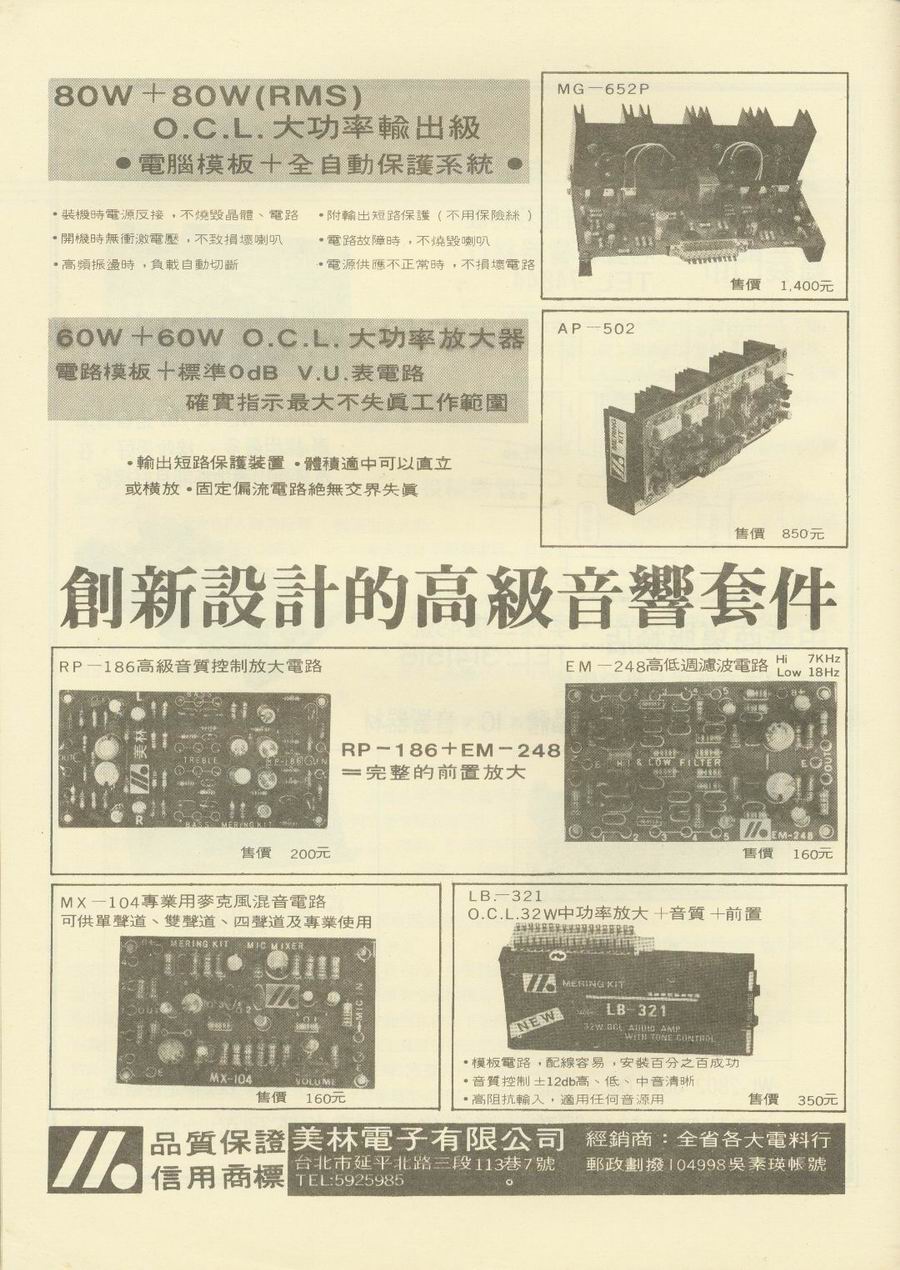 80W＋80W(RMS)
O.C.L.大功率輸出級
●電腦模板＋全自動保護系統●
•裝機時電源反接，不燒毀晶體、電路
•附輸出短路保護（不用保險絲）
•開機時無衝激電壓，不致損壞喇叭
•電路故障時，不燒毀喇叭
•高頻振盪時，負載自動切斷
•電源供應不正常時，不損壞電路
MG－652P
售價 1,400元
60W＋60W O.C.L.大功率放大器
電路模板＋標準0dB V.U.表電路
確實指示最大不失眞工作範圍
•輸出短路保護裝置•體積適中可以直立
或橫放•固定偏流電路絕無交界失眞
AP－502
MERING KIT
售價 850元
創新設計的高級音響套件
RP－186高級音質控制放大電路
L
美林
TREBLE
RP-186
R
BASS
MERING KIT
售價 200元
RP－186＋EM－248
＝完整的前置放大
EM－248高低週濾波電路 Hi 7KHz
Low 18Hz
HI & LOW FILTER
OUT
EM-248
售價 160元
MX－104專業用麥克風混音電路
可供單聲道、雙聲道、四聲道及專業使用
MERING KIT MIC MIXER
MIC IN
MX-104
VOLUME
售價 160元
LB－321
O.C.L.32W中功率放大＋音質＋前置
MERING KIT
LB-321
NEW
32W OCL AUDIO AMP
WITH TONE CONTROL
•模板電路，配線容易，安裝百分之百成功
•音質控制±12db高、低、中音清晰
•高阻抗輸入，適用任何音源用
售價 350元
品質保證
信用商標
美林電子有限公司
台北市延平北路三段113巷7號
TEL:5925985
經銷商：全省各大電料行
郵政劃撥104998吳素瑛帳號